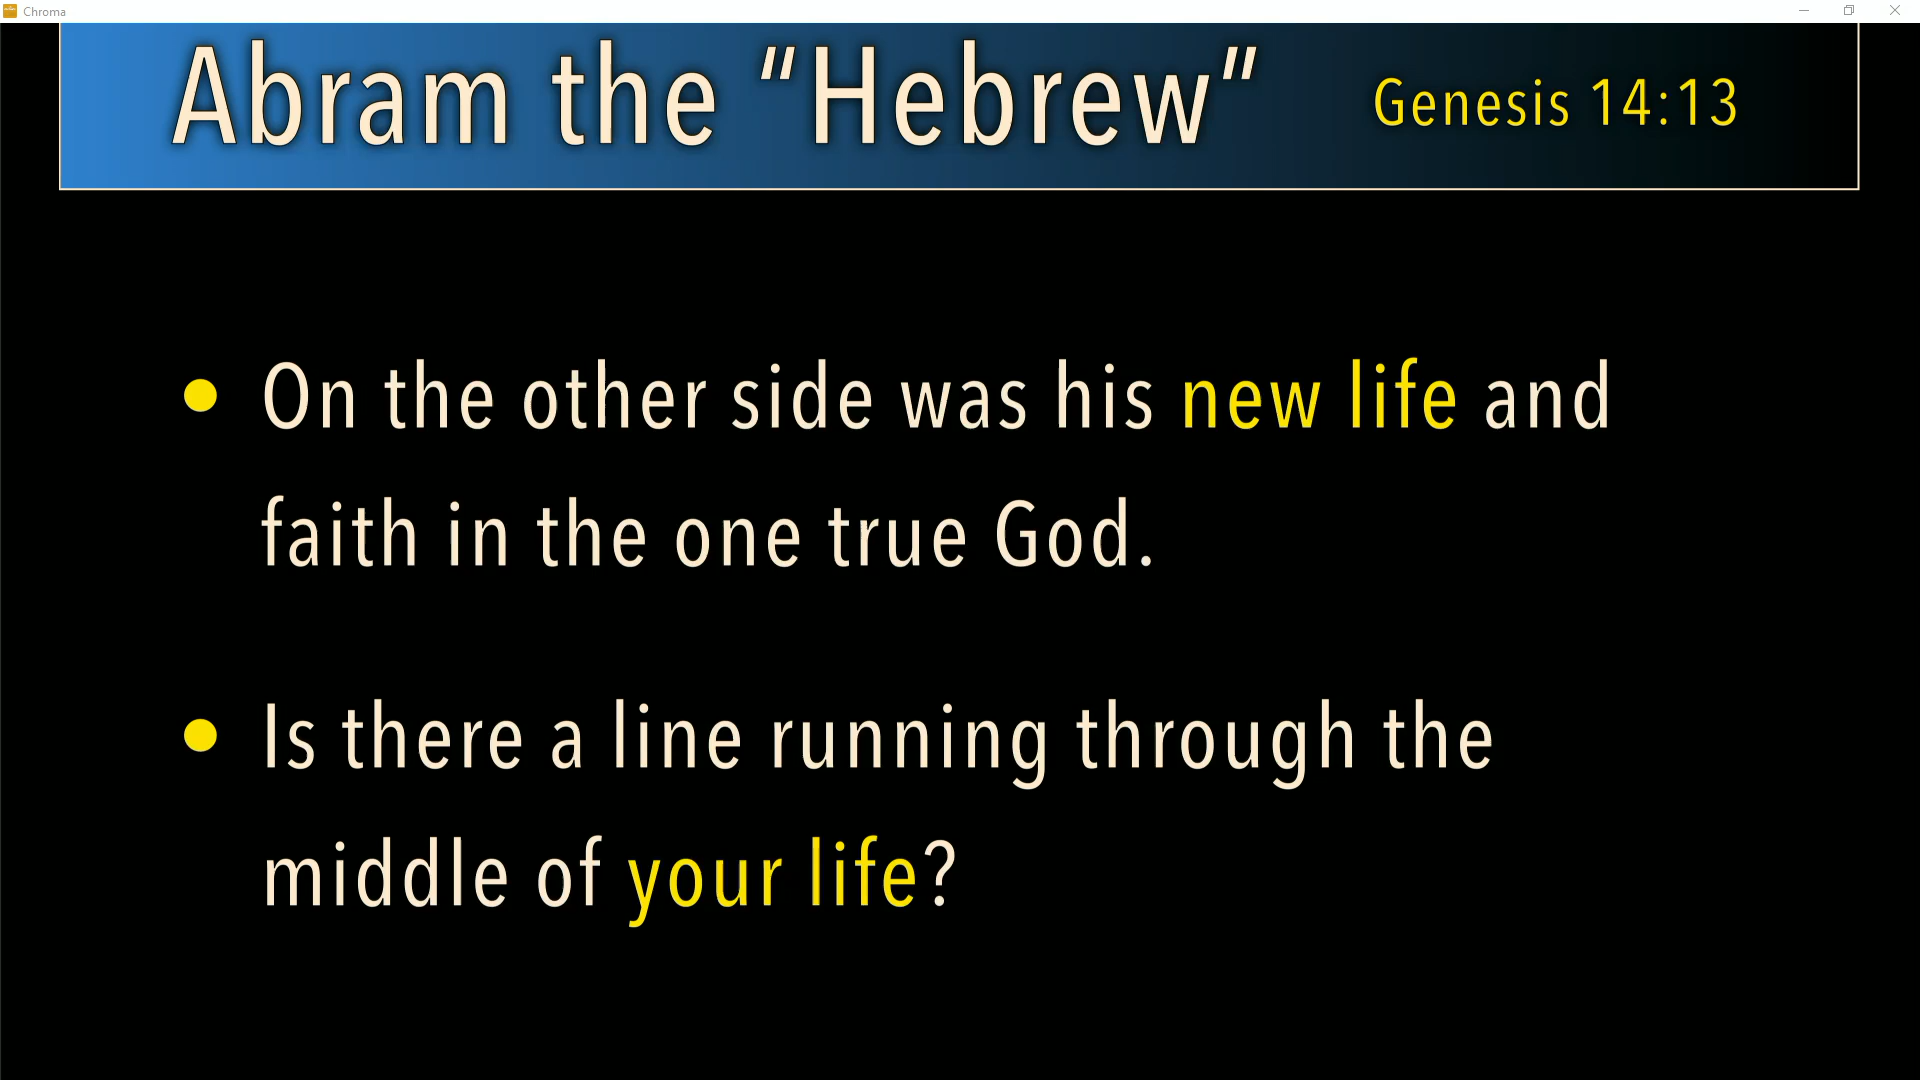 Chroma
Abram the “Hebrew“ Genesis 14:13
• On the other side was his new life and
faith in the one true God.
• Is there a line running through the
middle of your life?